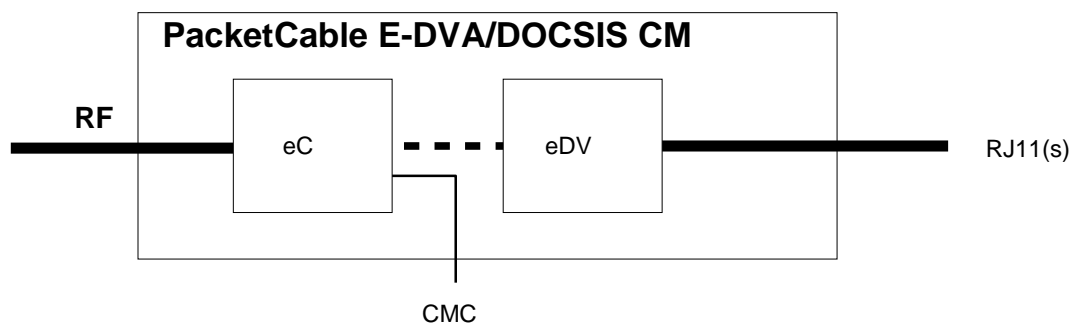 PacketCable E-DVA/DOCSIS CM
RF
eC
eDV
RJ11(s)
CMC